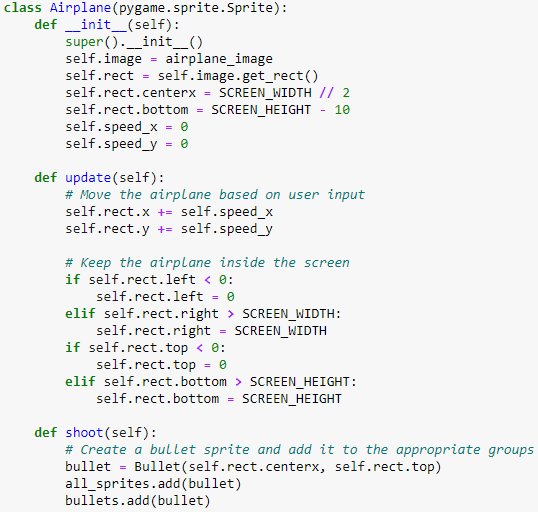 class Airplane(pygame.sprite.Sprite):
    def __init__(self):
        super().__init__()
        self.image = airplane_image
        self.rect = self.image.get_rect()
        self.rect.centerx = SCREEN_WIDTH // 2
        self.rect.bottom = SCREEN_HEIGHT - 10
        self.speed_x = 0
        self.speed_y = 0

    def update(self):
        # Move the airplane based on user input
        self.rect.x += self.speed_x
        self.rect.y += self.speed_y

        # Keep the airplane inside the screen
        if self.rect.left < 0:
            self.rect.left = 0
        elif self.rect.right > SCREEN_WIDTH:
            self.rect.right = SCREEN_WIDTH
        if self.rect.top < 0:
            self.rect.top = 0
        elif self.rect.bottom > SCREEN_HEIGHT:
            self.rect.bottom = SCREEN_HEIGHT

    def shoot(self):
        # Create a bullet sprite and add it to the appropriate groups
        bullet = Bullet(self.rect.centerx, self.rect.top)
        all_sprites.add(bullet)
        bullets.add(bullet)